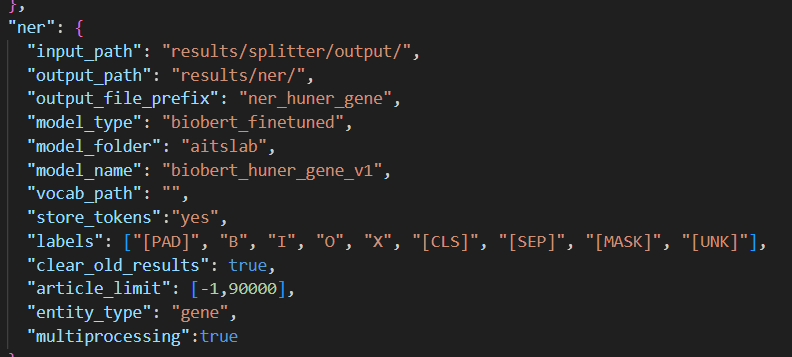 },
"ner": {
"input_path": "results/splitter/output/",
"output_path": "results/ner/",
"output_file_prefix": "ner_huner_gene",
"model_type": "biobert_finetuned",
"model_folder": "aitslab",
"model_name": "biobert_huner_gene_v1",
"vocab_path": "",
"store_tokens":"yes",
"labels": ["[PAD]", "B", "I", "O", "X", "[CLS]", "[SEP]", "[MASK]", "[UNK]"],
"clear_old_results": true,
"article_limit": [-1,90000],
"entity_type": "gene",
"multiprocessing":true
}